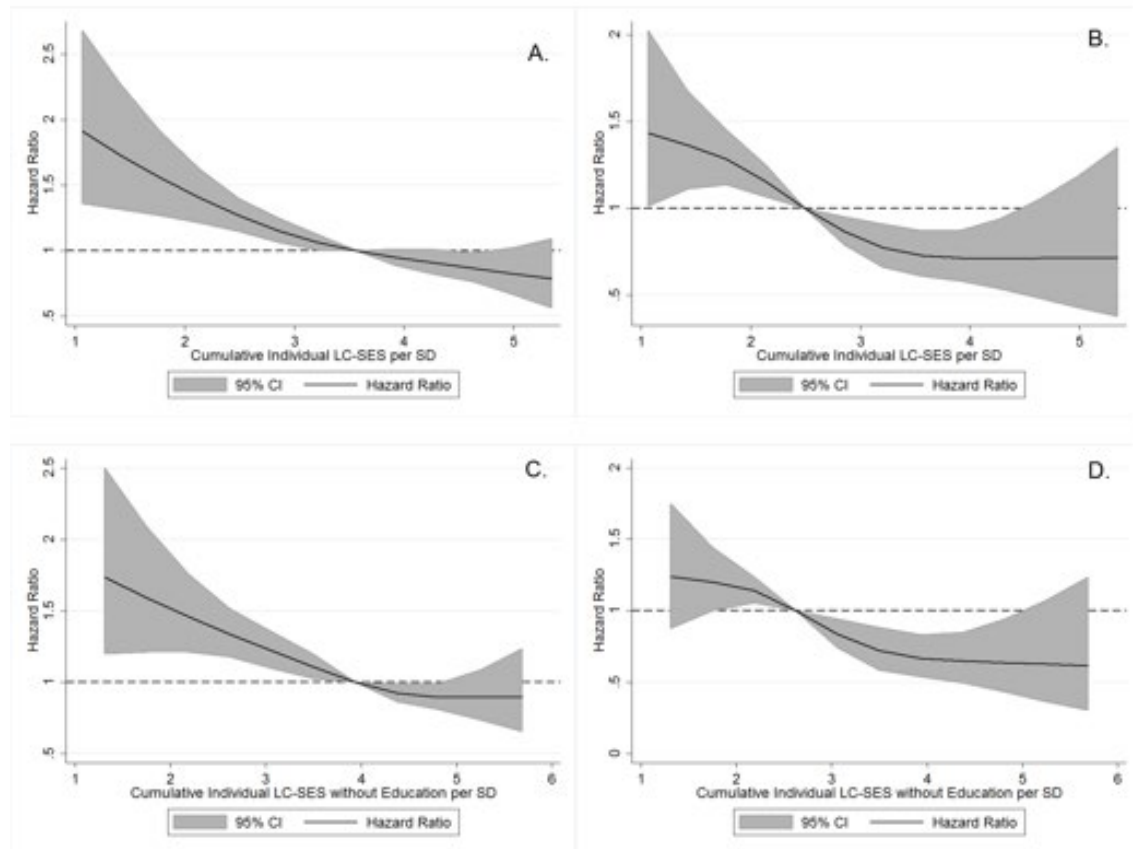 A.
Hazard Ratio
2.5
2
1.5
1
.5
1 2 3 4 5
Cumulative Individual LC-SES per SD
95% CI Hazard Ratio
B.
Hazard Ratio
2
1.5
1
.5
1 2 3 4 5
Cumulative Individual LC-SES per SD
95% CI Hazard Ratio
C.
Hazard Ratio
2.5
2
1.5
1
.5
1 2 3 4 5 6
Cumulative Individual LC-SES without Education per SD
95% CI Hazard Ratio
D.
Hazard Ratio
2
1.5
1
.5
0
1 2 3 4 5 6
Cumulative Individual LC-SES without Education per SD
95% CI Hazard Ratio